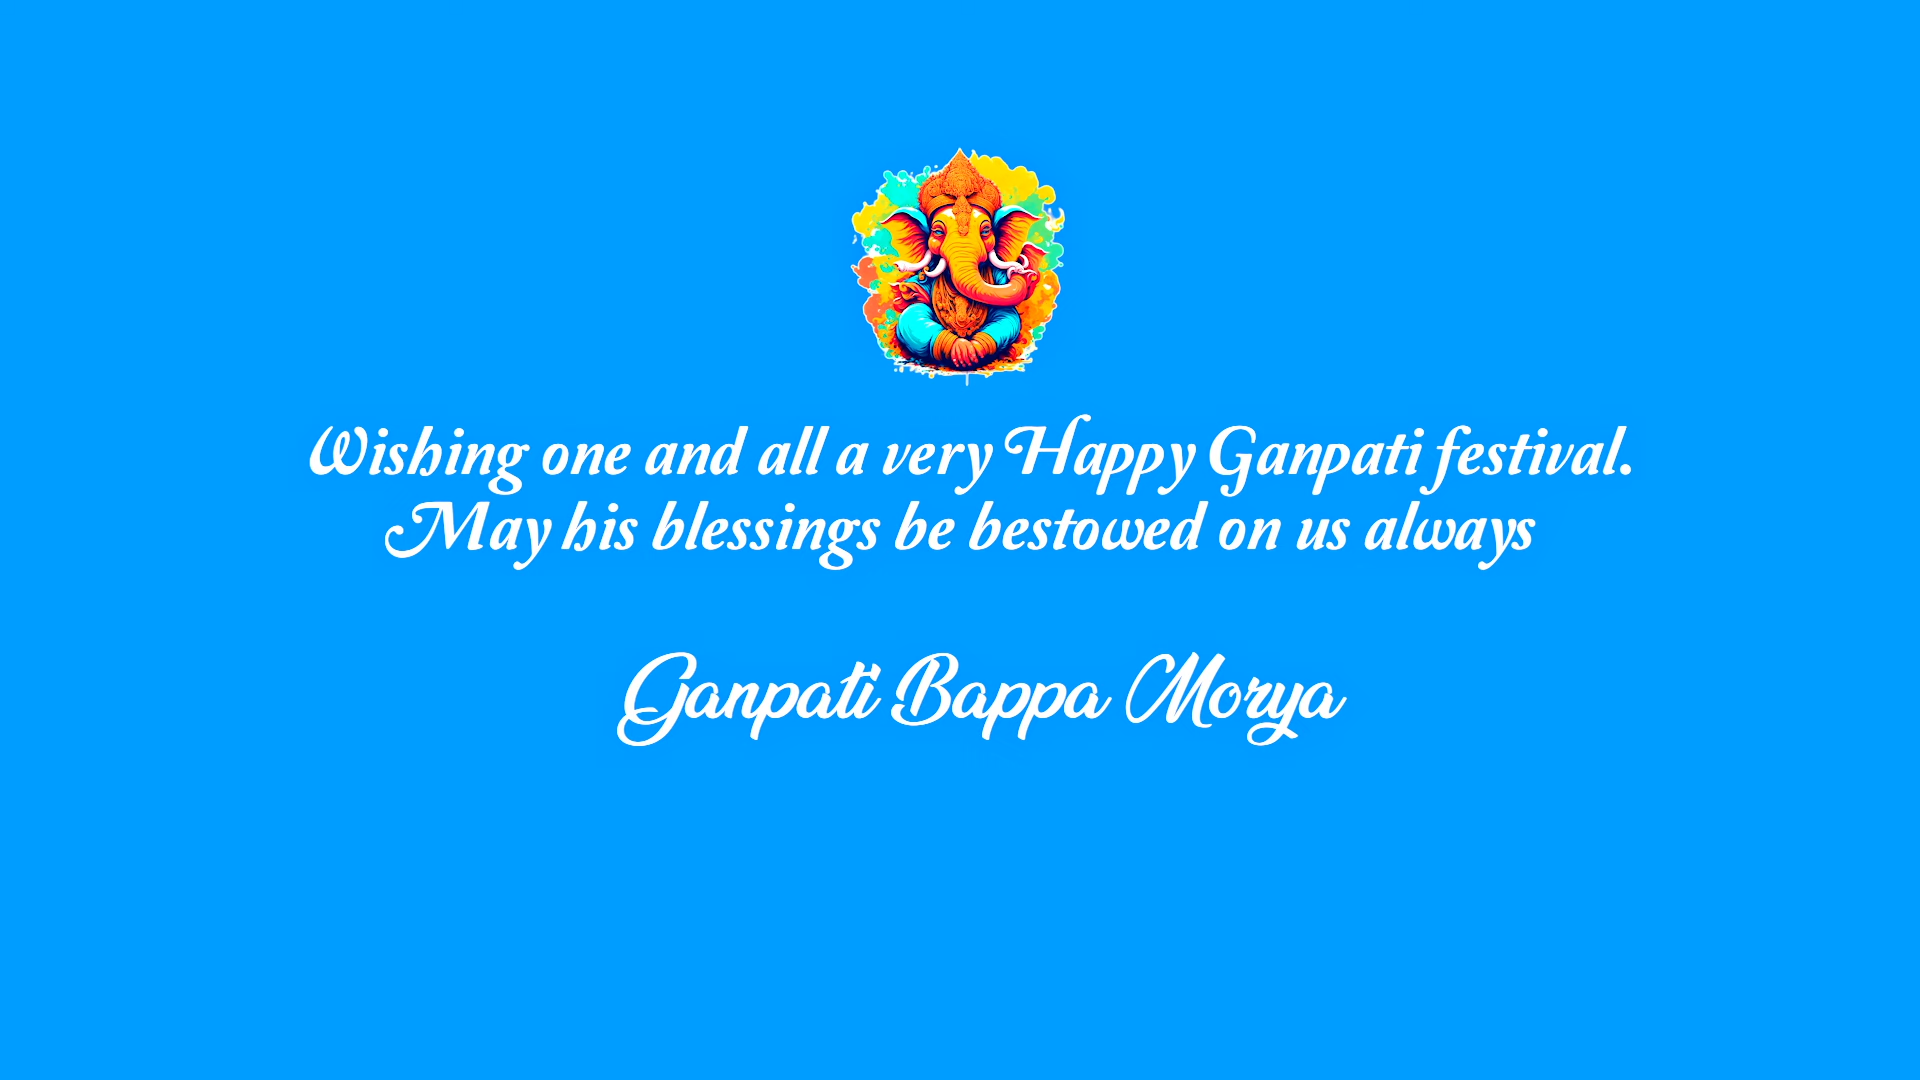 Wishing one and all a very Happy Ganpati festival.
May his blessings be bestowed on us always
Ganpati Bappa Morya